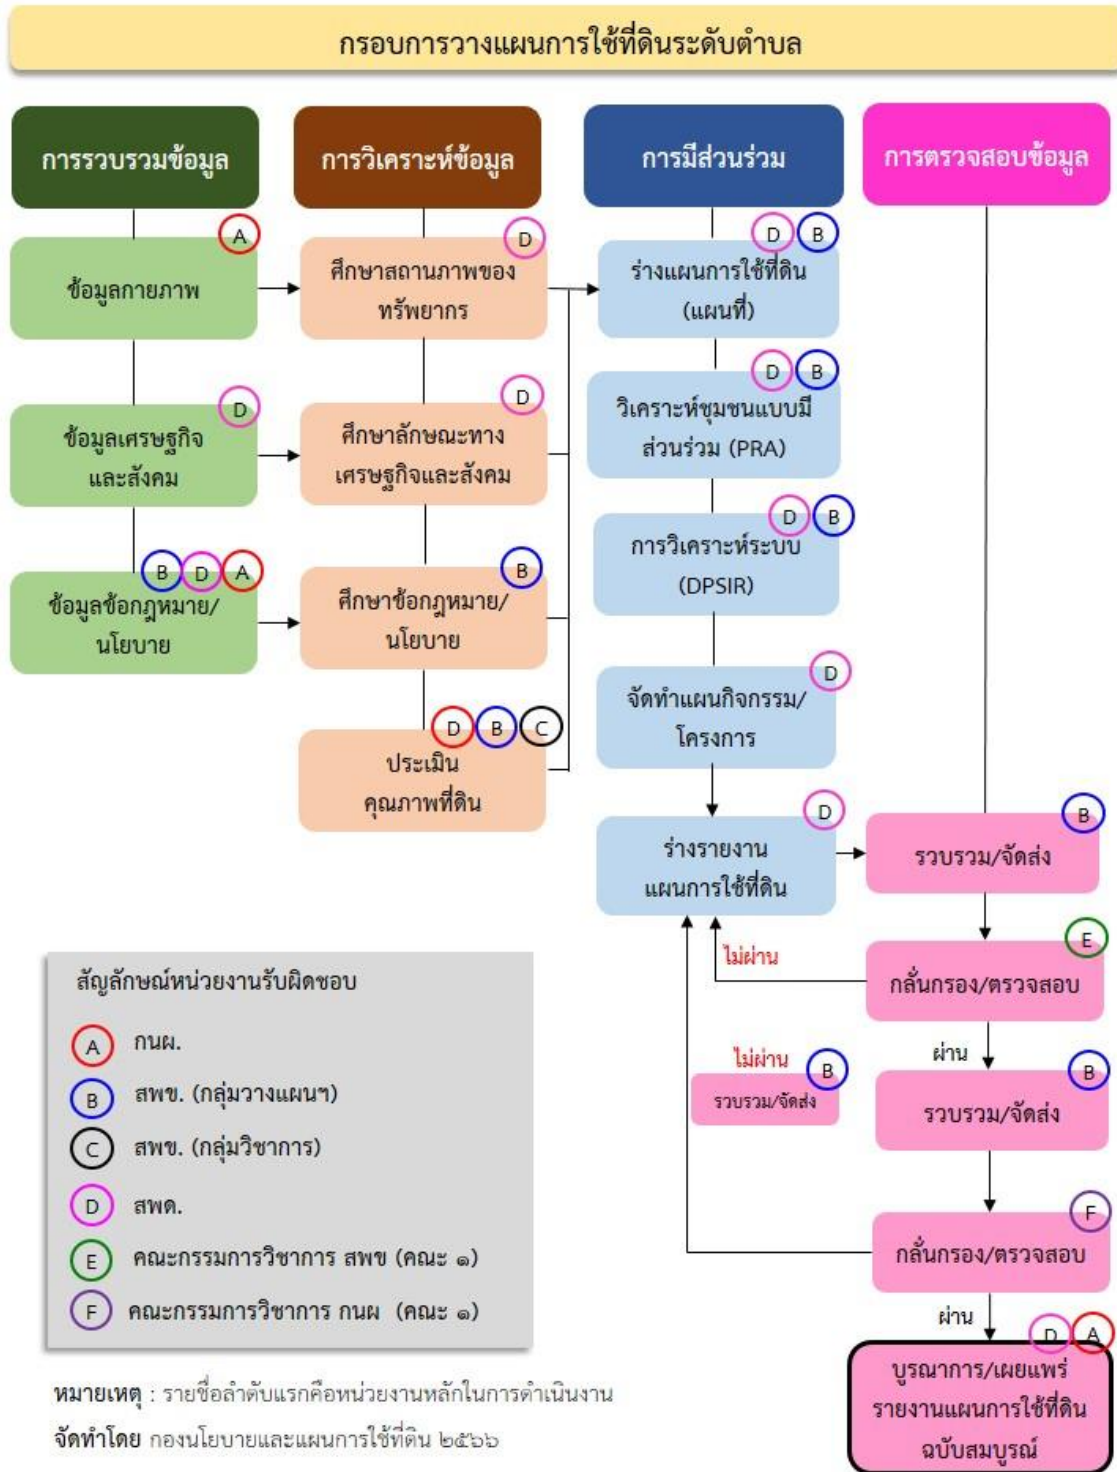 กรอบการวางแผนการใช้ที่ดินระดับตำบล
การรวบรวมข้อมูล
A
ข้อมูลกายภาพ
D
ข้อมูลเศรษฐกิจ
และสังคม
B D A
ข้อมูลข้อกฎหมาย/
นโยบาย
การวิเคราะห์ข้อมูล
D
ศึกษาสถานภาพของ
ทรัพยากร
D
ศึกษาลักษณะทาง
เศรษฐกิจและสังคม
B
ศึกษาข้อกฎหมาย/
นโยบาย
D B C
ประเมิน
คุณภาพที่ดิน
การมีส่วนร่วม
D B
ร่างแผนการใช้ที่ดิน
(แผนที่)
D B
วิเคราะห์ชุมชนแบบมี
ส่วนร่วม (PRA)
D B
การวิเคราะห์ระบบ
(DPSIR)
D
จัดทำแผนกิจกรรม/
โครงการ
D
ร่างรายงาน
แผนการใช้ที่ดิน
การตรวจสอบข้อมูล
B
รวบรวม/จัดส่ง
E
กลั่นกรอง/ตรวจสอบ
ไม่ผ่าน
ผ่าน
B
รวบรวม/จัดส่ง
ไม่ผ่าน
B
รวบรวม/จัดส่ง
F
กลั่นกรอง/ตรวจสอบ
ผ่าน
D A
บูรณาการ/เผยแพร่
รายงานแผนการใช้ที่ดิน
ฉบับสมบูรณ์
สัญลักษณ์หน่วยงานรับผิดชอบ
A กนผ.
B สพข. (กลุ่มวางแผนฯ)
C สพข. (กลุ่มวิชาการ)
D สพด.
E คณะกรรมการวิชาการ สพข (คณะ ๑)
F คณะกรรมการวิชาการ กนผ (คณะ ๑)
หมายเหตุ : รายชื่อลำดับแรกคือหน่วยงานหลักในการดำเนินงาน
จัดทำโดย กองนโยบายและแผนการใช้ที่ดิน ๒๕๖๖